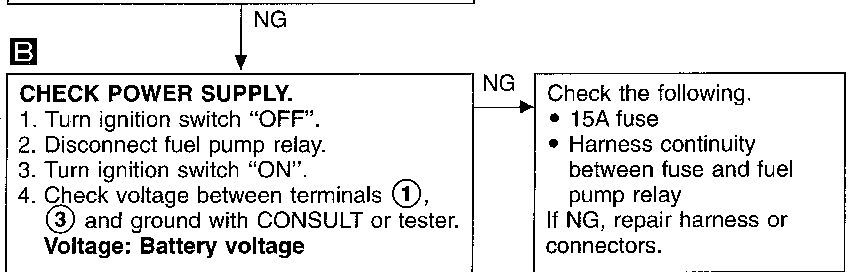 NG
B
CHECK POWER SUPPLY.
1. Turn ignition switch “OFF”.
2. Disconnect fuel pump relay.
3. Turn ignition switch “ON”.
4. Check voltage between terminals ①,
③ and ground with CONSULT or tester.
Voltage: Battery voltage
NG
Check the following.
• 15A fuse
• Harness continuity
between fuse and fuel
pump relay
If NG, repair harness or
connectors.